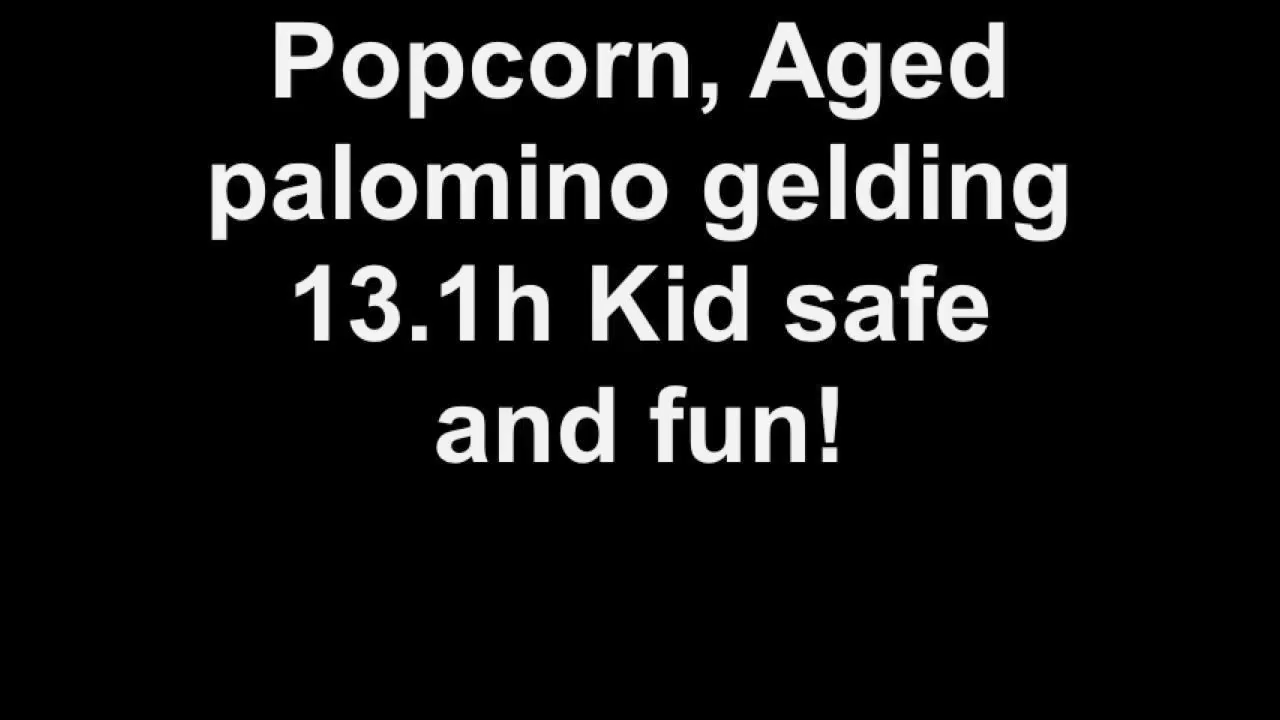 Popcorn, Aged
palomino gelding
13.1h Kid safe
and fun!